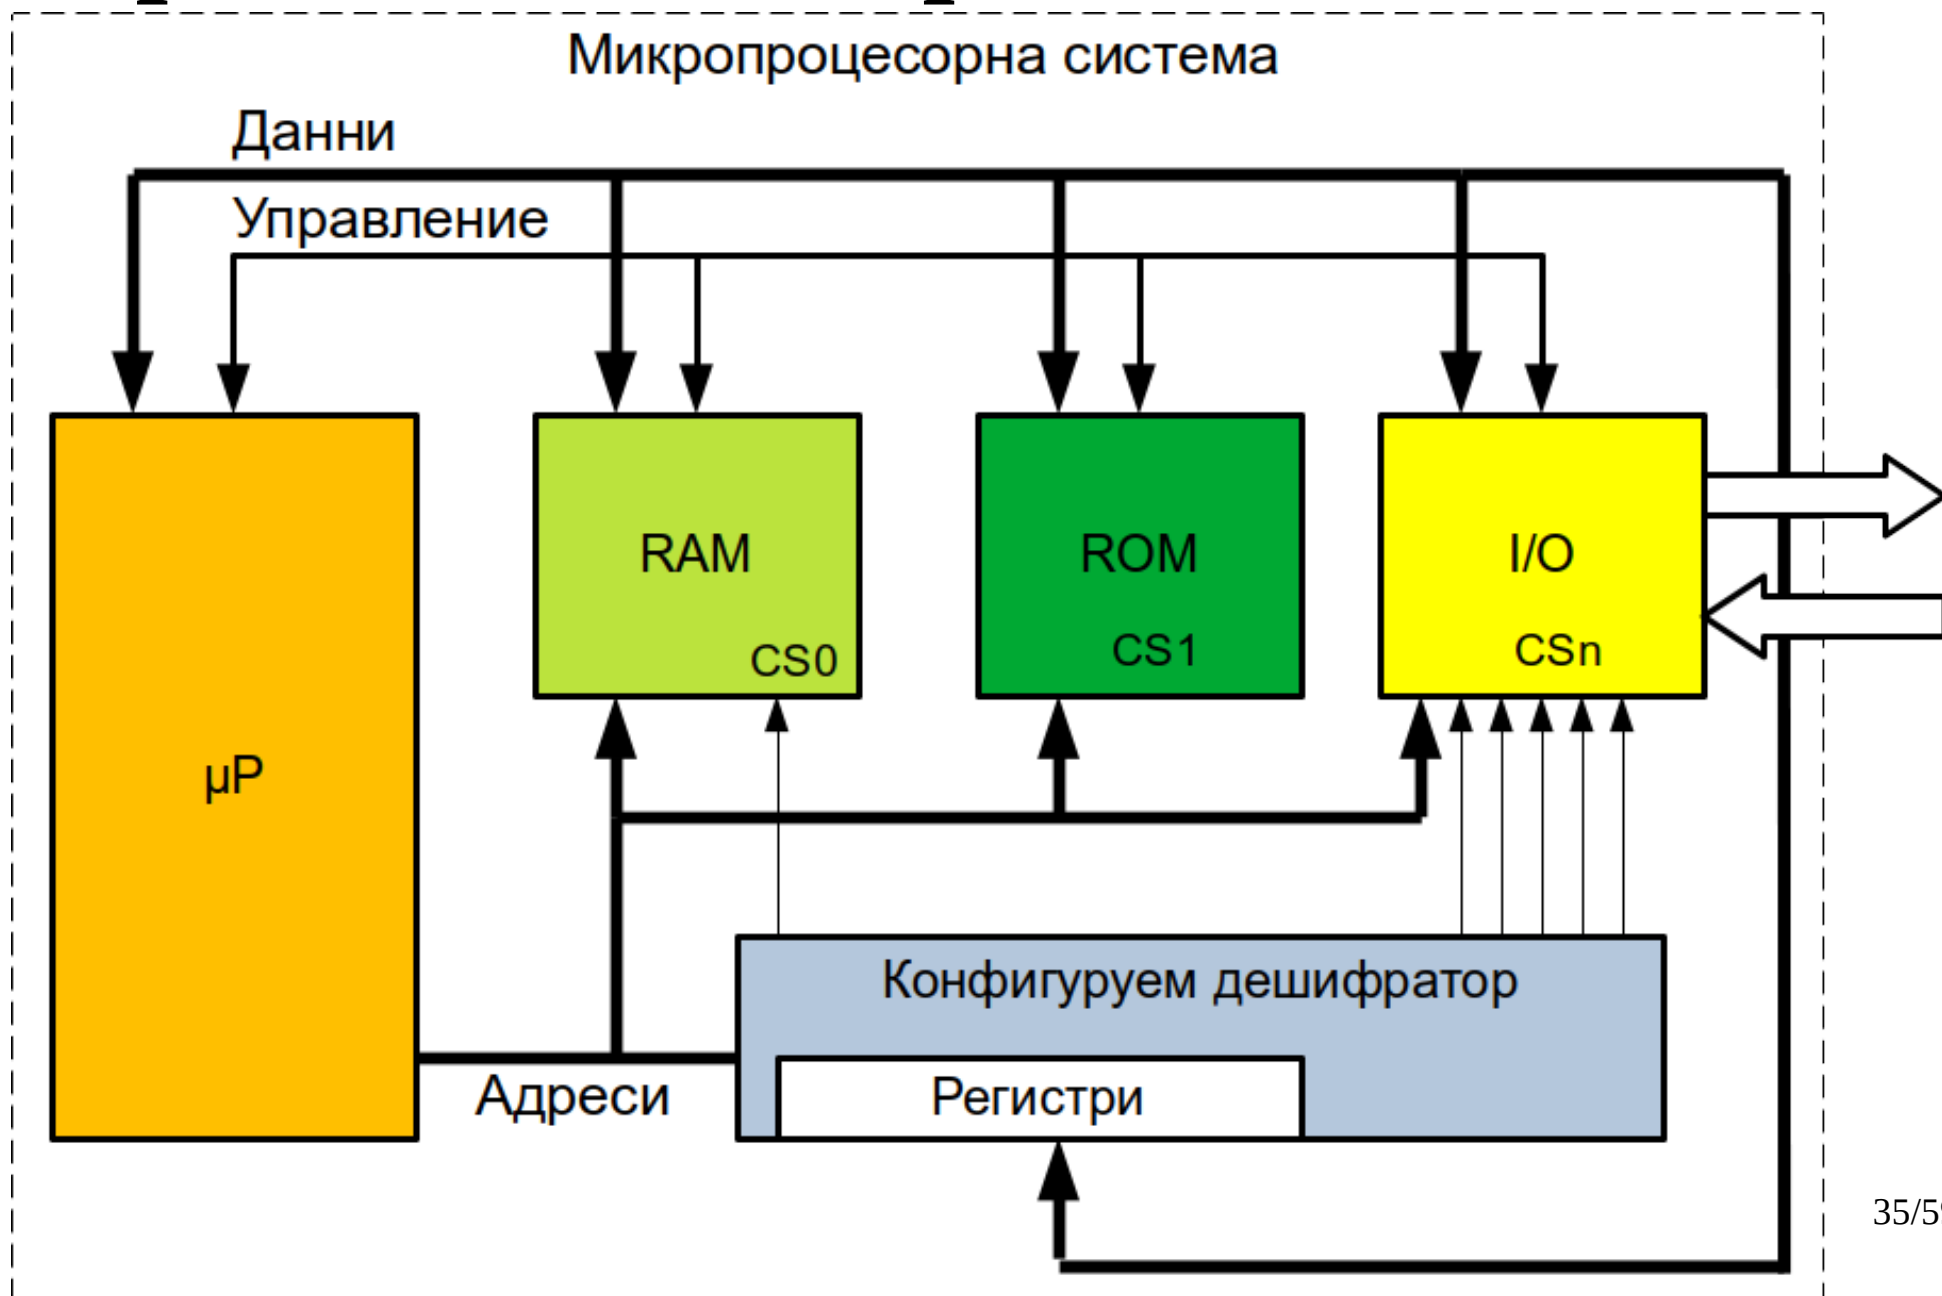 Микропроцесорна система
Данни
Управление
RAM
ROM
I/O
CS0
CS1
CSn
µP
Конфигуруем дешифратор
Адреси
Регистри